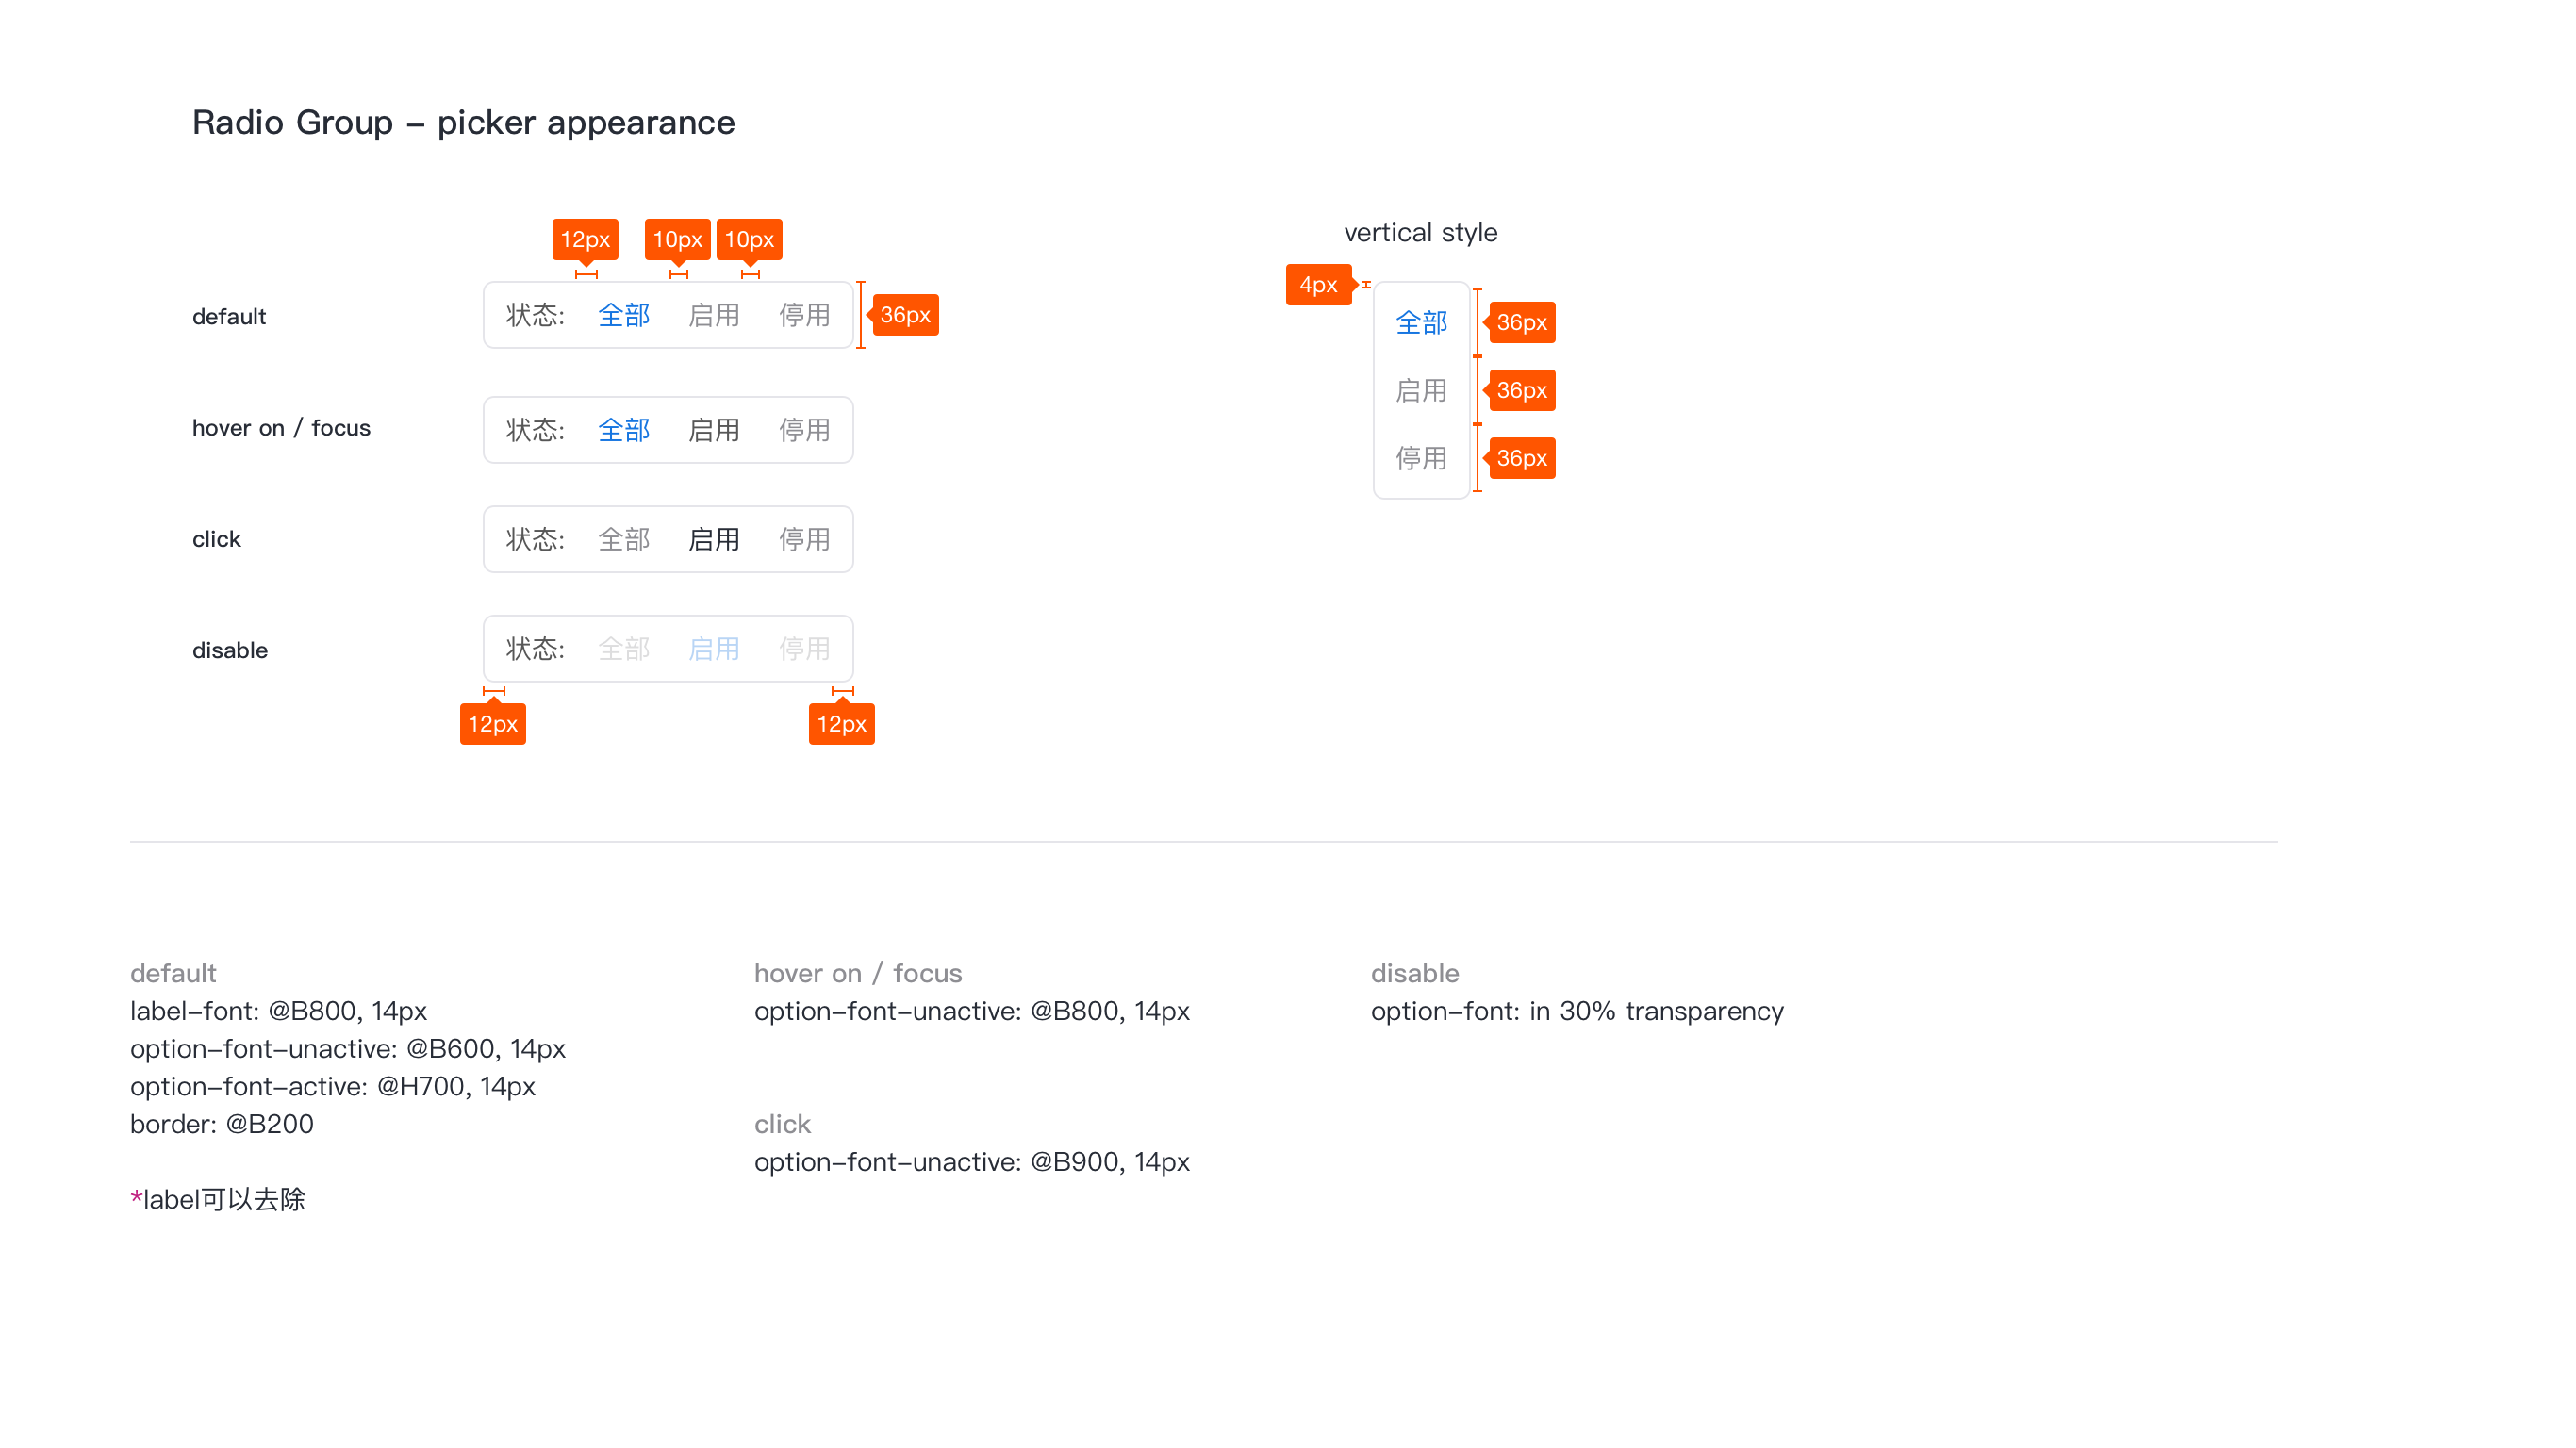 Radio Group - picker appearance
12px 10px 10px
default
状态: 全部 启用 停用
36px
hover on / focus
状态: 全部 启用 停用
click
状态: 全部 启用 停用
disable
状态: 全部 启用 停用
12px 12px
vertical style
4px
全部 36px
启用 36px
停用 36px
default
label-font: @B800, 14px
option-font-unactive: @B600, 14px
option-font-active: @H700, 14px
border: @B200
*label可以去除
hover on / focus
option-font-unactive: @B800, 14px
click
option-font-unactive: @B900, 14px
disable
option-font: in 30% transparency